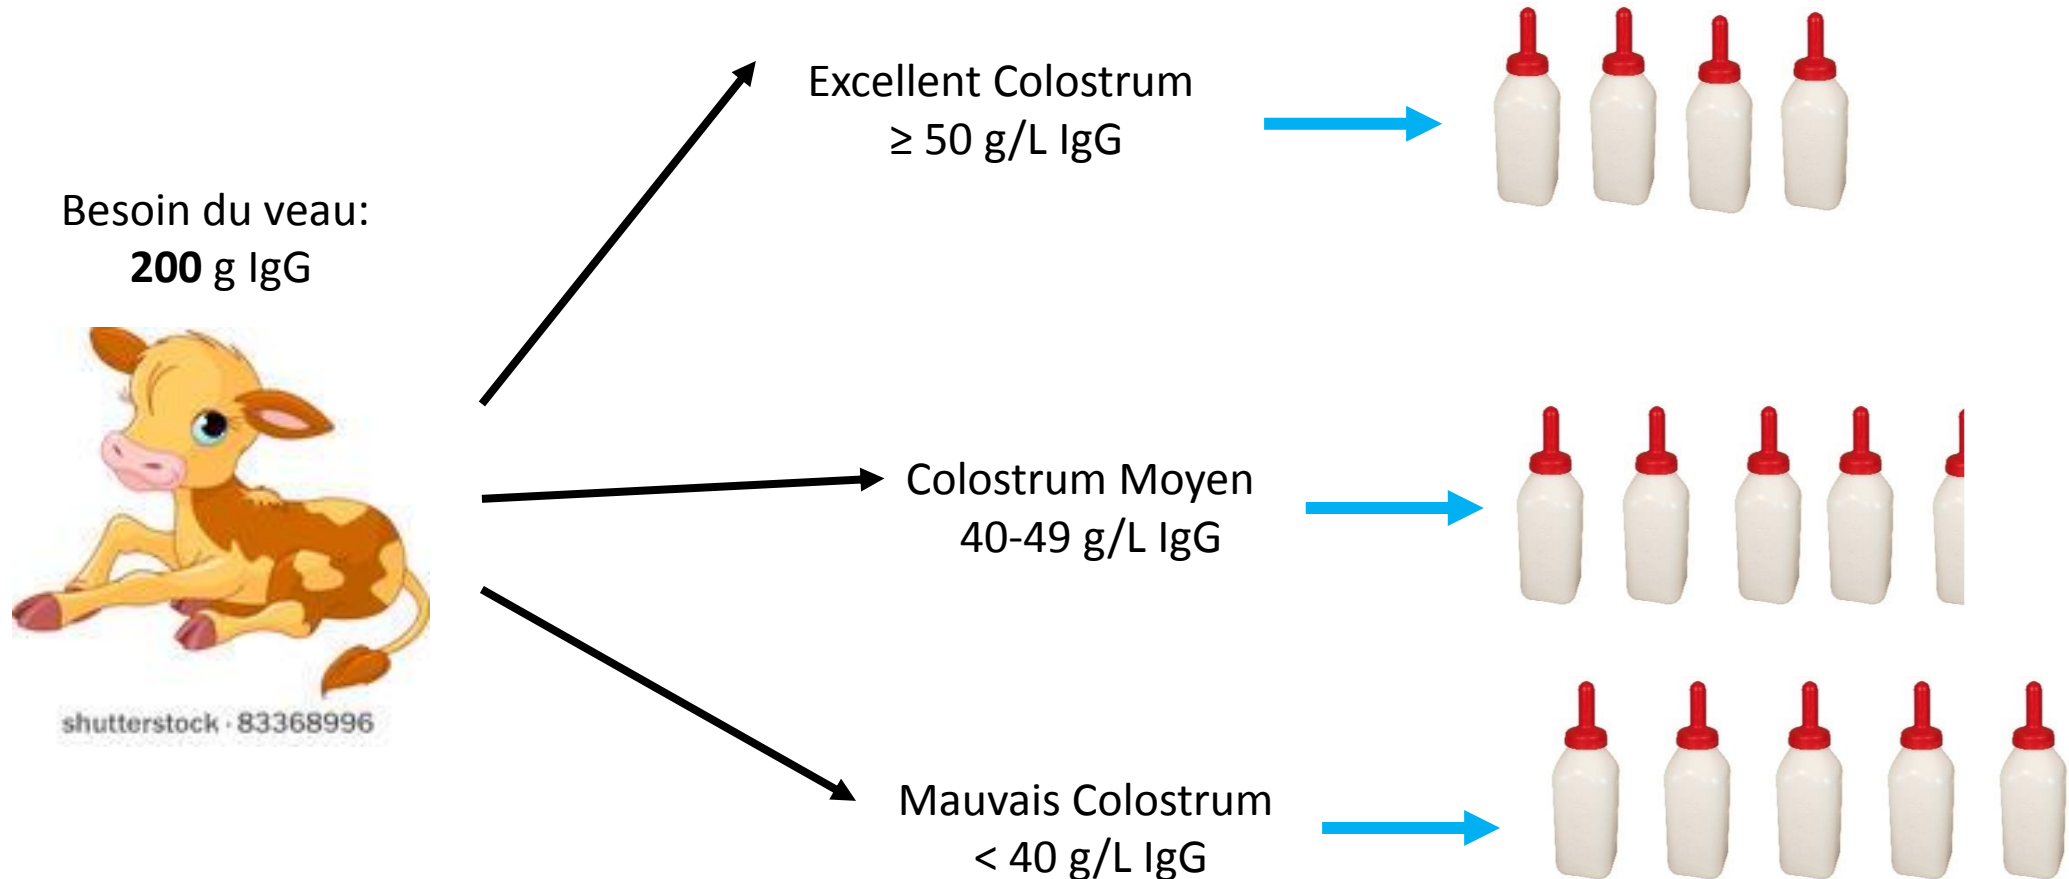 Besoin du veau:
200 g IgG
shutterstock · 83368996
Excellent Colostrum
≥ 50 g/L IgG
Colostrum Moyen
40-49 g/L IgG
Mauvais Colostrum
< 40 g/L IgG